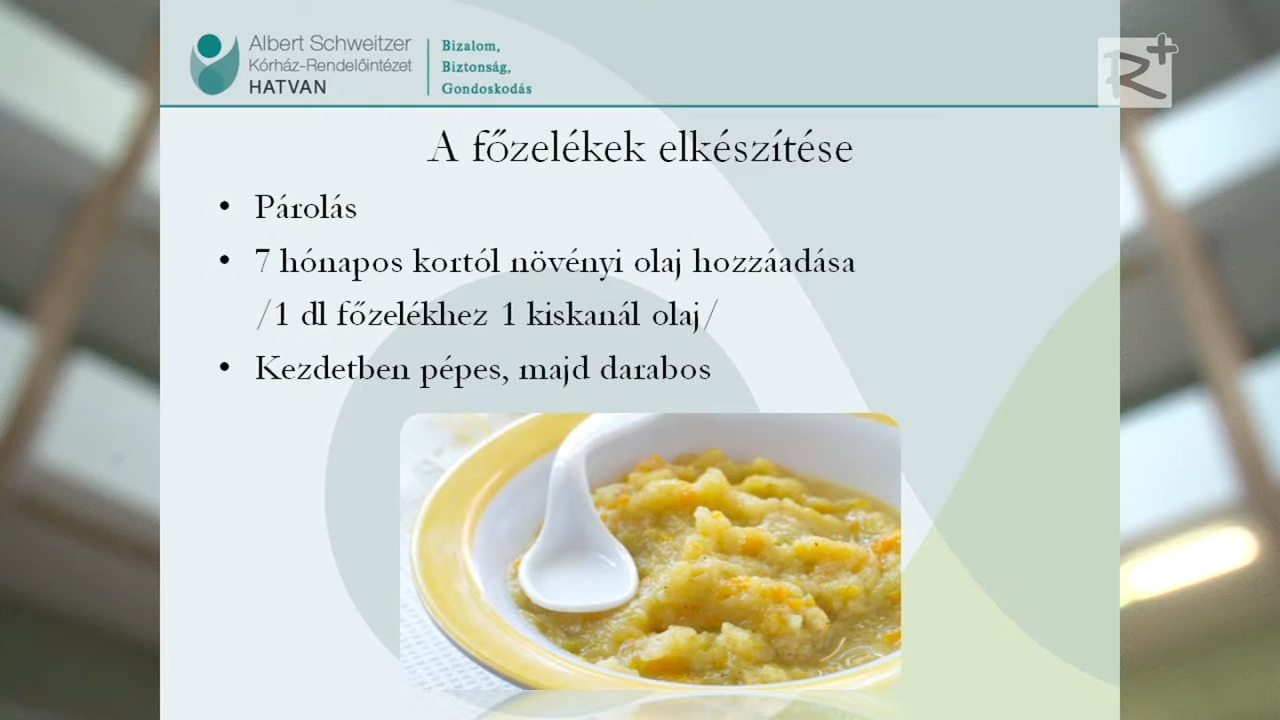 Albert Schweitzer
Kórház-Rendelőintézet
HATVAN
Bizalom,
Biztonság,
Gondoskodás
R+
A főzelékek elkészítése
• Párolás
• 7 hónapos kortól növényi olaj hozzáadása
/1 dl főzelékhez 1 kiskanál olaj/
• Kezdetben pépes, majd darabos